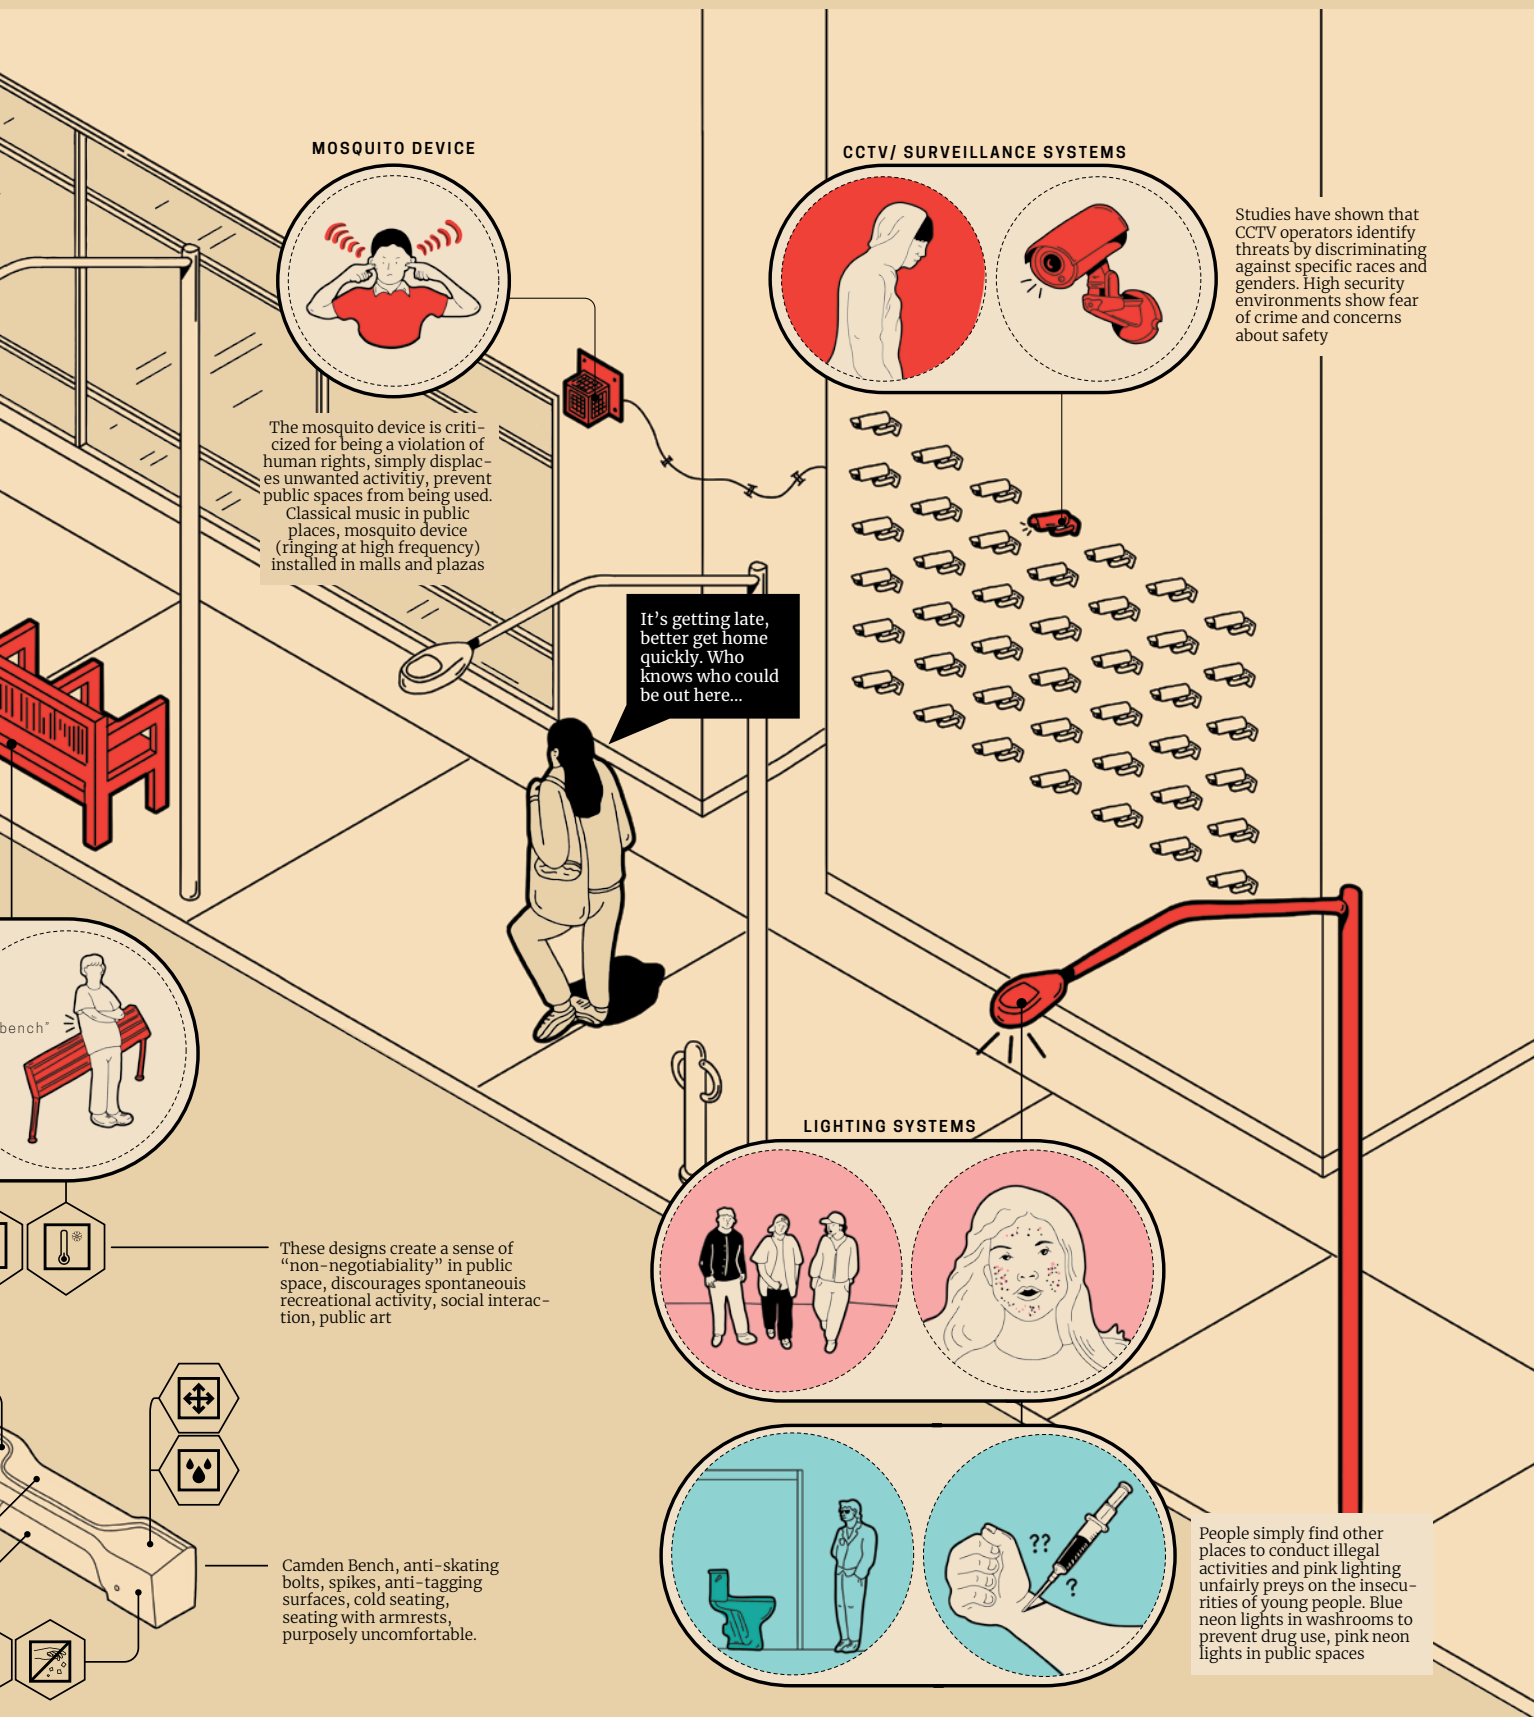 MOSQUITO DEVICE
The mosquito device is criti-
cized for being a violation of
human rights, simply displac-
es unwanted activitiy, prevent
public spaces from being used.
Classical music in public
places, mosquito device
(ringing at high frequency)
installed in malls and plazas
CCTV/ SURVEILLANCE SYSTEMS
Studies have shown that
CCTV operators identify
threats by discriminating
against specific races and
genders. High security
environments show fear
of crime and concerns
about safety
It’s getting late,
better get home
quickly. Who
knows who could
be out here...
bench”
These designs create a sense of
“non-negotiabiality” in public
space, discourages spontaneous
recreational activity, social interac-
tion, public art
Camden Bench, anti-skating
bolts, spikes, anti-tagging
surfaces, cold seating,
seating with armrests,
purposely uncomfortable.
LIGHTING SYSTEMS
??
?
People simply find other
places to conduct illegal
activities and pink lighting
unfairly preys on the insecu-
rities of young people. Blue
neon lights in washrooms to
prevent drug use, pink neon
lights in public spaces